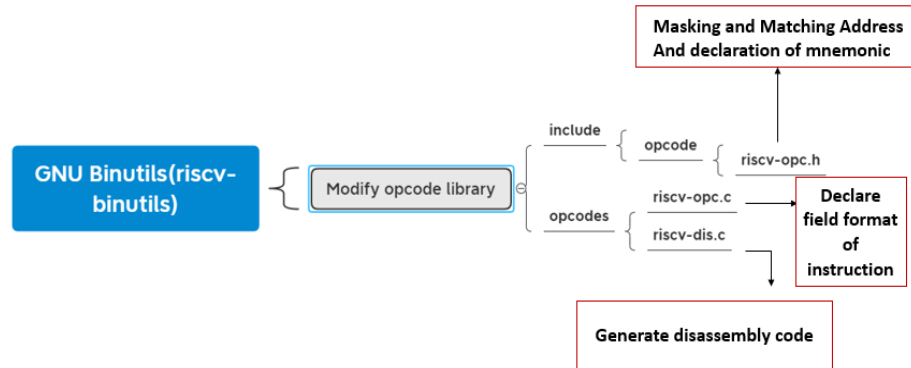 Masking and Matching Address
And declaration of mnemonic
include
opcode
riscv-opc.h
GNU Binutils(riscv-
binutils)
Modify opcode library
opcodes
riscv-opc.c
riscv-dis.c
Declare
field format
of
instruction
Generate disassembly code